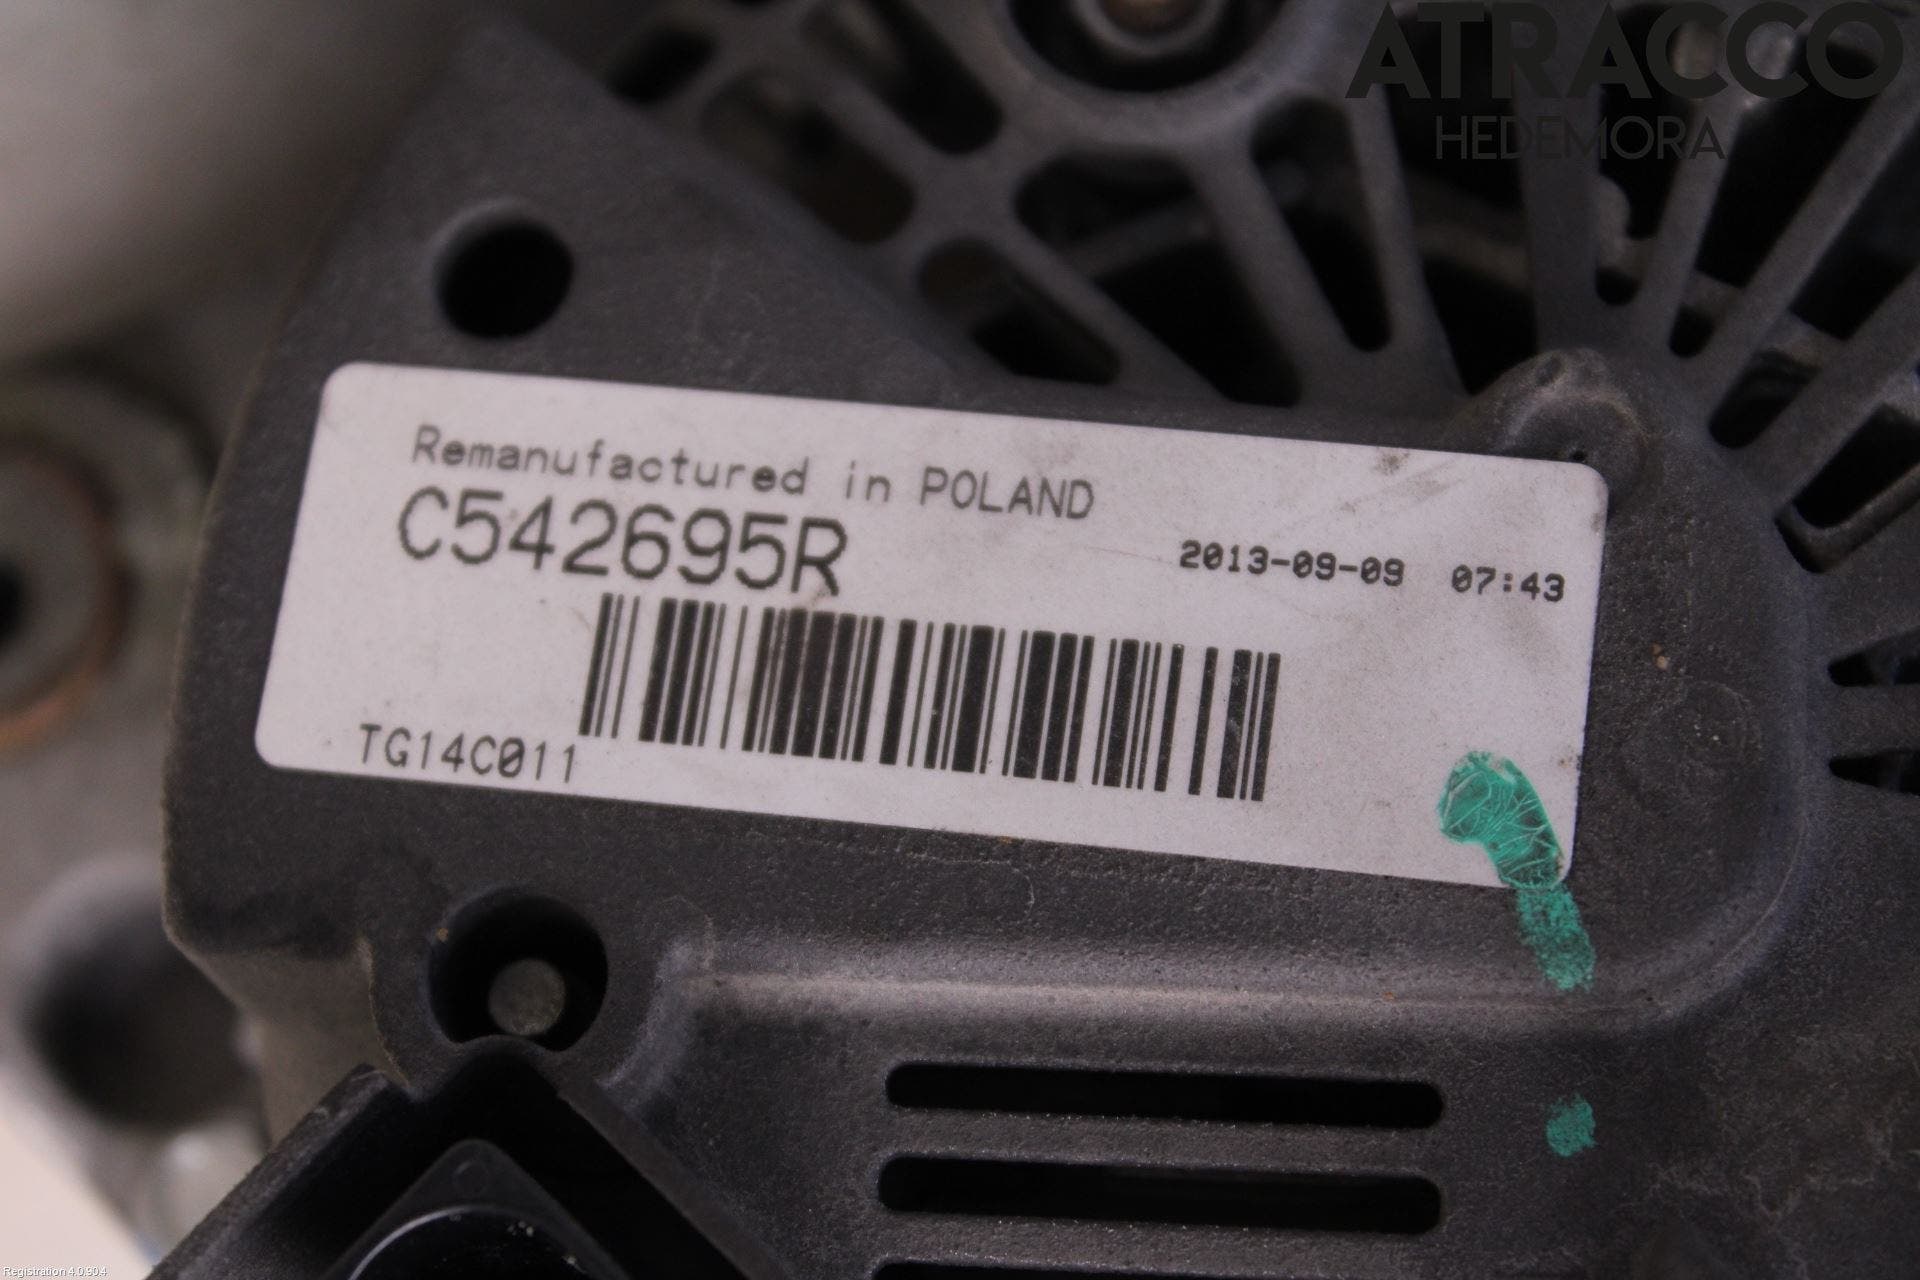 ATRACCO
HEDEMORA
Remanufactured in POLAND
C542695R
2013-09-09 07:43
TG14C011
Registration 4.0.90.4